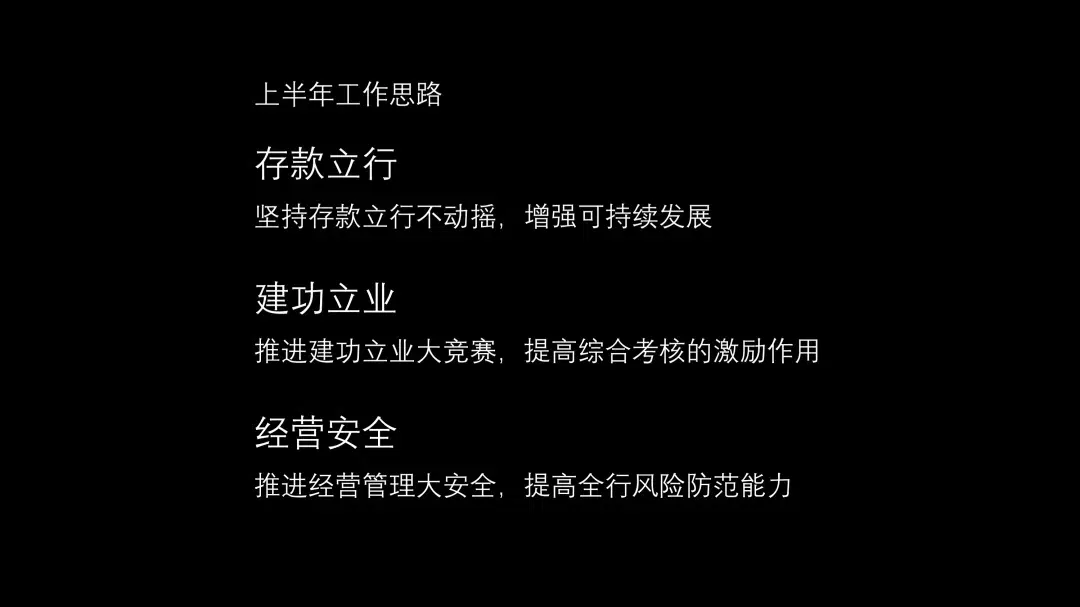 上半年工作思路
存款立行
坚持存款立行不动摇，增强可持续发展
建功立业
推进建功立业大竞赛，提高综合考核的激励作用
经营安全
推进经营管理大安全，提高全行风险防范能力